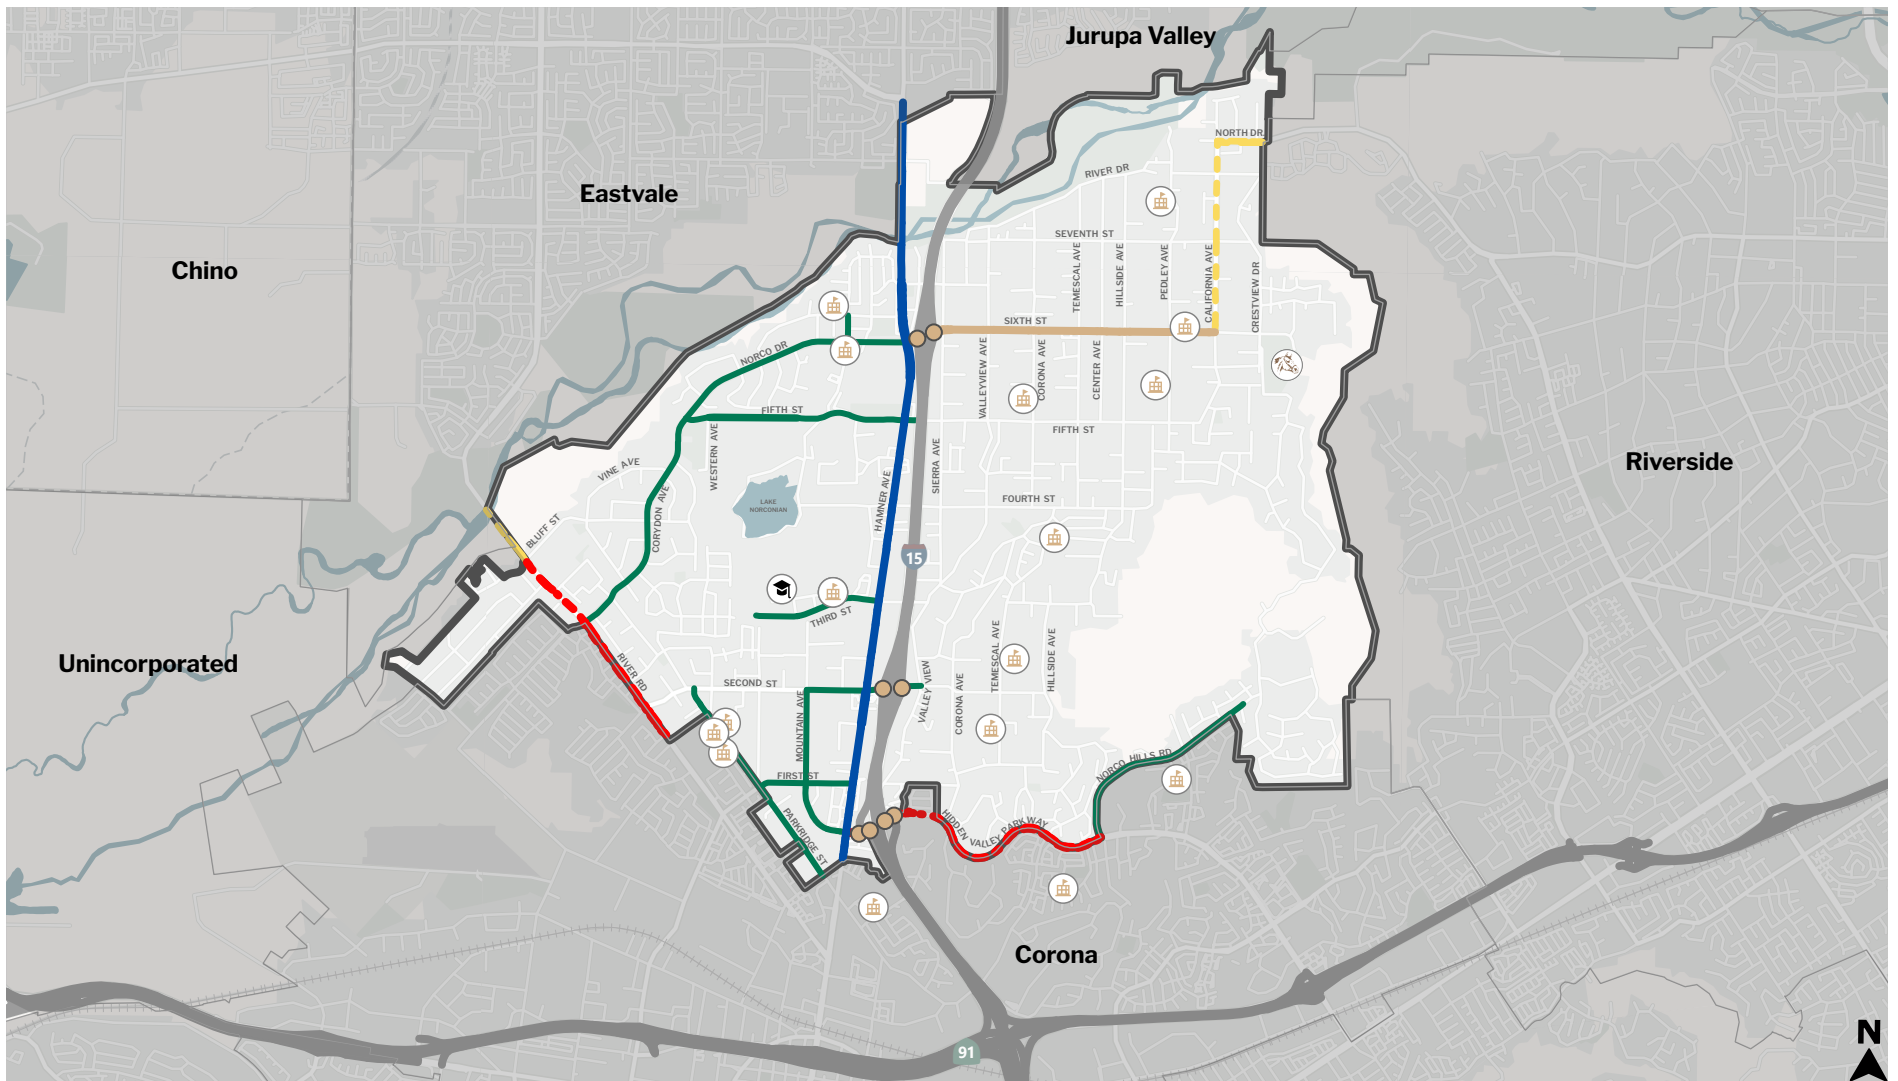 Jurupa Valley
NORTH DR
RIVER DR
Eastvale
SEVENTH ST
TEMESCAL AVE
HILLSIDE AVE
PEDLEY AVE
CALIFORNIA AVE
CRESTVIEW DR
Chino
SIXTH ST
NORCO DR
VALLEYVIEW AVE
CORONA AVE
CENTER AVE
FIFTH ST
FIFTH ST
WESTERN AVE
SIERRA AVE
VINE AVE
Riverside
HAMNER AVE
FOURTH ST
LAKE
NORCONIAN
CORYDON AVE
BLUFF ST
15
THIRD ST
Unincorporated
RIVER RD
SECOND ST
MOUNTAIN AVE
VALLEY VIEW
CORONA AVE
TEMESCAL AVE
HILLSIDE AVE
NORCO HILLS RD
FIRST ST
PARKRIDGE ST
HIDDEN
VALLEY PARKWAY
Corona
91
N